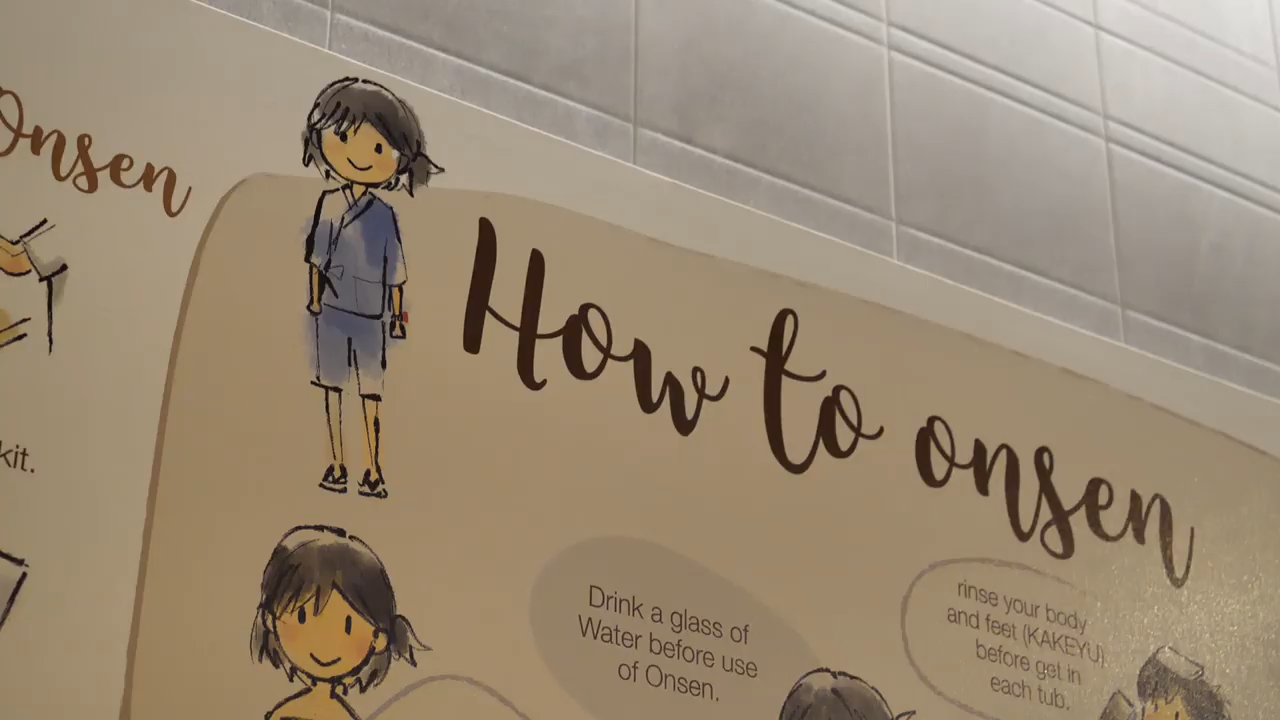 Onsen
kit.
How to onsen
Drink a glass of
Water before use
of Onsen.
rinse your body
and feet (KAKEYU)
before get in
each tub.